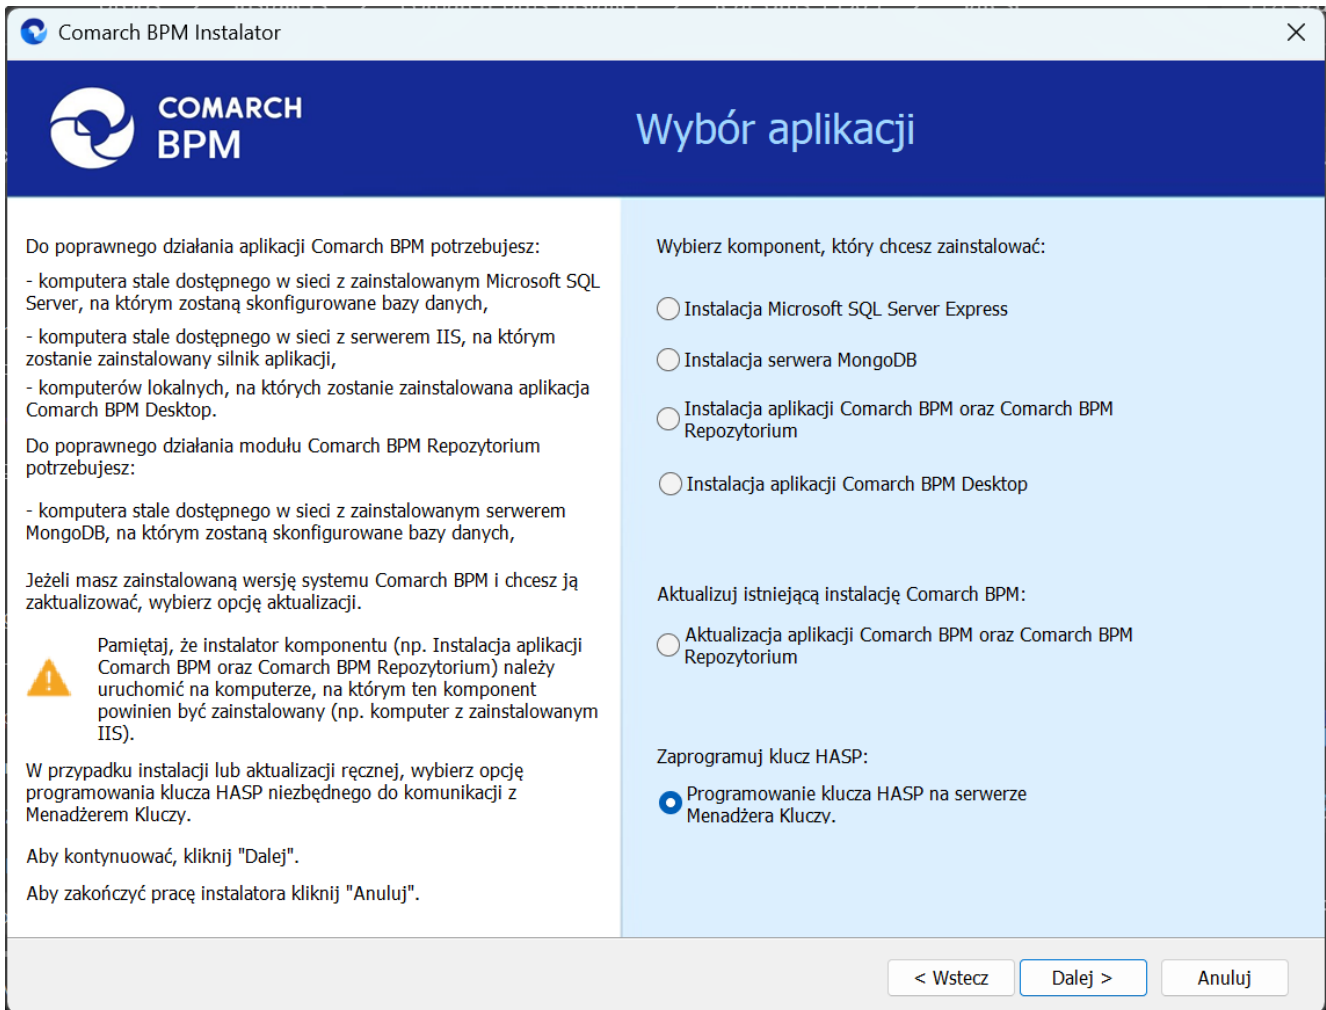 Comarch BPM Instalator
COMARCH
BPM
Wybór aplikacji
Do poprawnego działania aplikacji Comarch BPM potrzebujesz:
- komputera stale dostępnego w sieci z zainstalowanym Microsoft SQL
Server, na którym zostaną skonfigurowane bazy danych,
- komputera stale dostępnego w sieci z serwerem IIS, na którym
zostanie zainstalowany silnik aplikacji,
- komputerów lokalnych, na których zostanie zainstalowana aplikacja
Comarch BPM Desktop.
Do poprawnego działania modułu Comarch BPM Repozytorium
potrzebujesz:
- komputera stale dostępnego w sieci z zainstalowanym serwerem
MongoDB, na którym zostaną skonfigurowane bazy danych,
Jeżeli masz zainstalowaną wersję systemu Comarch BPM i chcesz ją
zaktualizować, wybierz opcję aktualizacji.
Pamiętaj, że instalator komponentu (np. Instalacja aplikacji
Comarch BPM oraz Comarch BPM Repozytorium) należy
uruchomić na komputerze, na którym ten komponent
powinien być zainstalowany (np. komputer z zainstalowanym
IIS).
W przypadku instalacji lub aktualizacji ręcznej, wybierz opcję
programowania klucza HASP niezbędnego do komunikacji z
Menadżerem Kluczy.
Aby kontynuować, kliknij "Dalej".
Aby zakończyć pracę instalatora kliknij "Anuluj".
Wybierz komponent, który chcesz zainstalować:
Instalacja Microsoft SQL Server Express
Instalacja serwera MongoDB
Instalacja aplikacji Comarch BPM oraz Comarch BPM
Repozytorium
Instalacja aplikacji Comarch BPM Desktop
Aktualizuj istniejącą instalację Comarch BPM:
Aktualizacja aplikacji Comarch BPM oraz Comarch BPM
Repozytorium
Zaprogramuj klucz HASP:
Programowanie klucza HASP na serwerze
Menadżera Kluczy.
< Wstecz
Dalej >
Anuluj